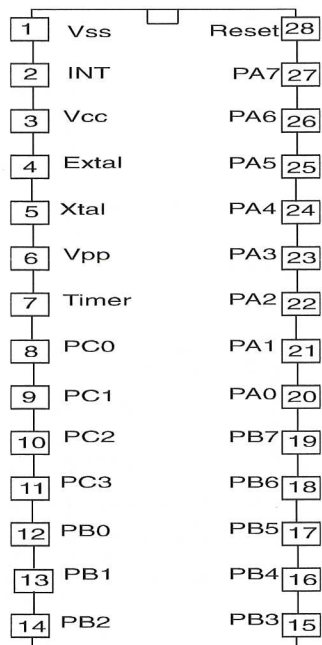 1 Vss Reset 28
2 INT PA7 27
3 Vcc PA6 26
4 Extal PA5 25
5 Xtal PA4 24
6 Vpp PA3 23
7 Timer PA2 22
8 PC0 PA1 21
9 PC1 PA0 20
10 PC2 PB7 19
11 PC3 PB6 18
12 PB0 PB5 17
13 PB1 PB4 16
14 PB2 PB3 15